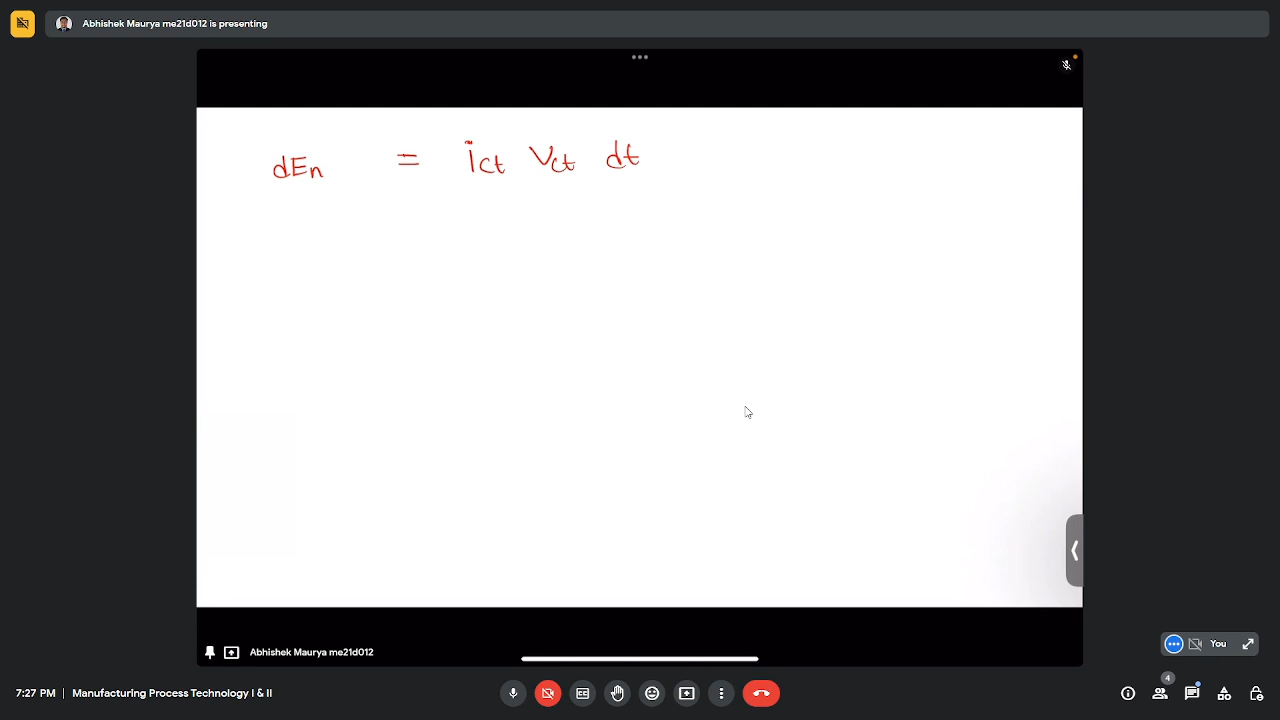 Abhishek Maurya me21d012 is presenting
dEn = ict Vct dt
Abhishek Maurya me21d012
You
4
7:27 PM | Manufacturing Process Technology I & II